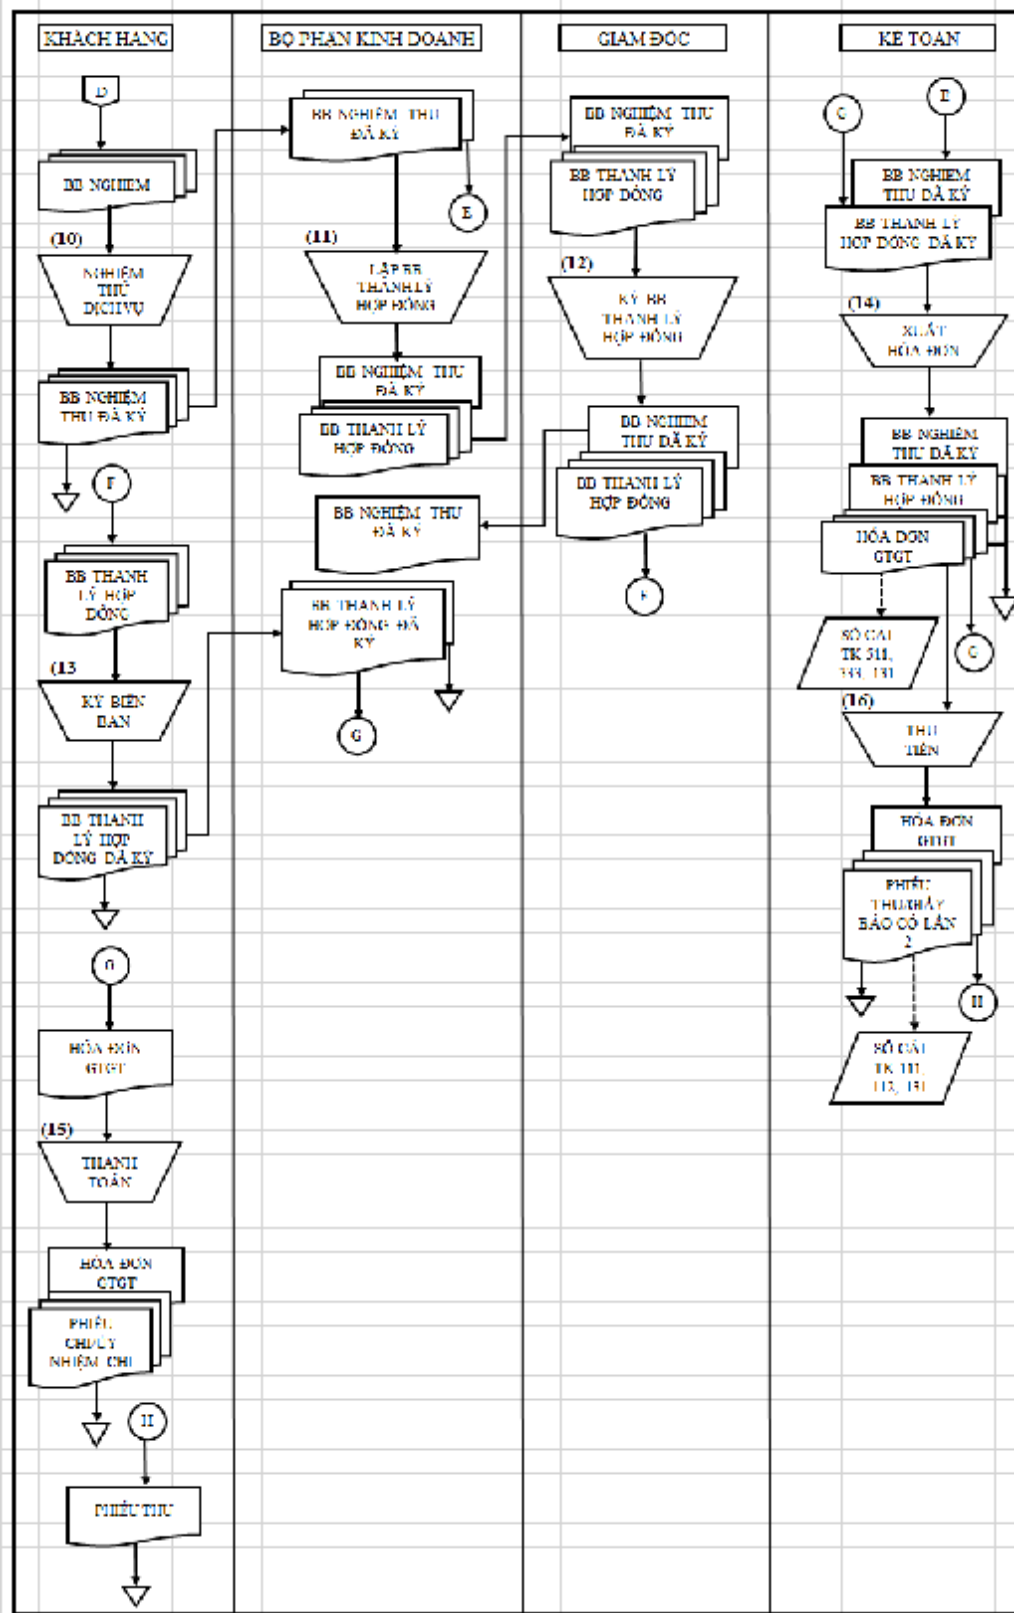 KHÁCH HÀNG
D
BB NGHIỆM
(10)
NGHIỆM
THU
DỊCH VỤ
BB NGHIỆM
THU ĐÃ KÝ
F
BB THANH
LÝ HỢP
ĐỒNG
(13
KÝ BIÊN
BẢN
BB THANH
LÝ HỢP
ĐỒNG ĐÃ KÝ
G
HÓA ĐƠN
GTGT
(15)
THANH
TOÁN
HÓA ĐƠN
GTGT
PHIẾU
CHI/ỦY
NHIỆM CHI
H
PHIẾU THU
BỘ PHẬN KINH DOANH
BB NGHIỆM THU
ĐÃ KÝ
E
(11)
LẬP BB
THANH LÝ
HỢP ĐỒNG
BB NGHIỆM THU
ĐÃ KÝ
BB THANH LÝ
HỢP ĐỒNG
BB NGHIỆM THU
ĐÃ KÝ
BB THANH LÝ
HỢP ĐỒNG ĐÃ
KÝ
G
GIÁM ĐỐC
BB NGHIỆM THU
ĐÃ KÝ
BB THANH LÝ
HỢP ĐỒNG
(12)
KÝ BB
THANH LÝ
HỢP ĐỒNG
BB NGHIỆM
THU ĐÃ KÝ
BB THANH LÝ
HỢP ĐỒNG
KẾ TOÁN
G
E
BB NGHIỆM
THU ĐÃ KÝ
BB THANH LÝ
HỢP ĐỒNG ĐÃ KÝ
(14)
XUẤT
HÓA ĐƠN
BB NGHIỆM
THU ĐÃ KÝ
BB THANH LÝ
HỢP ĐỒNG
HÓA ĐƠN
GTGT
SỔ CÁI
TK 511,
333, 131
G
(16)
THU
TIỀN
HÓA ĐƠN
GTGT
PHIẾU
THU/GIẤY
BÁO CÓ LẦN
2
H
SỔ CÁI
TK 111,
112, 131